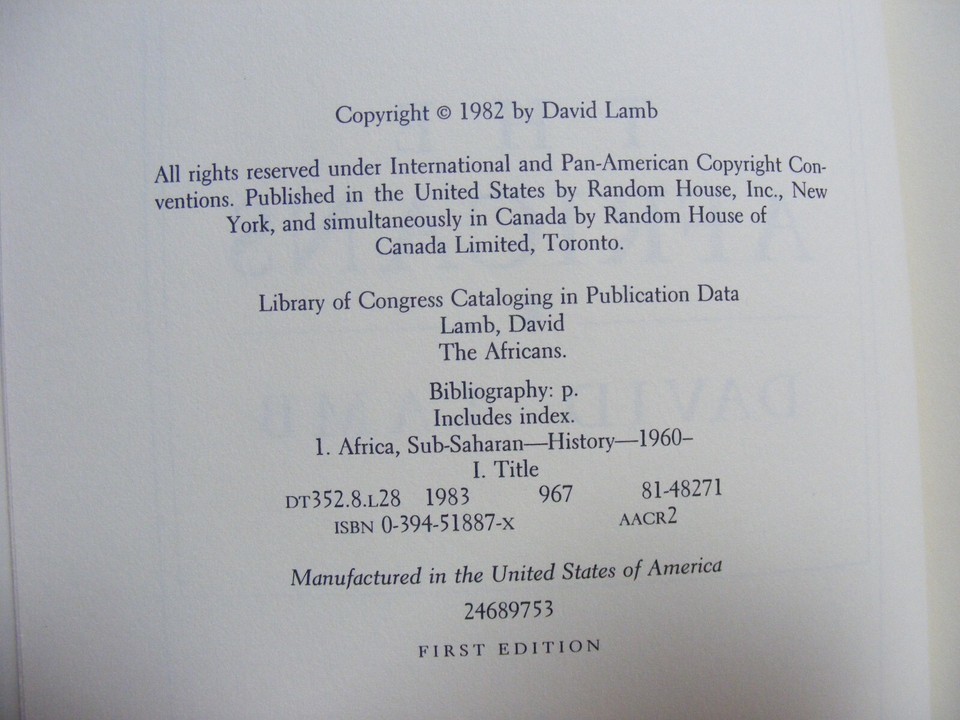 Copyright © 1982 by David Lamb
All rights reserved under International and Pan-American Copyright Con-
ventions. Published in the United States by Random House, Inc., New
York, and simultaneously in Canada by Random House of
Canada Limited, Toronto.
Library of Congress Cataloging in Publication Data
Lamb, David
The Africans.
Bibliography: p.
Includes index.
1. Africa, Sub-Saharan—History—1960–
I. Title
DT352.8.L28 1983 967 81-48271
ISBN 0-394-51887-X AACR2
Manufactured in the United States of America
24689753
FIRST EDITION